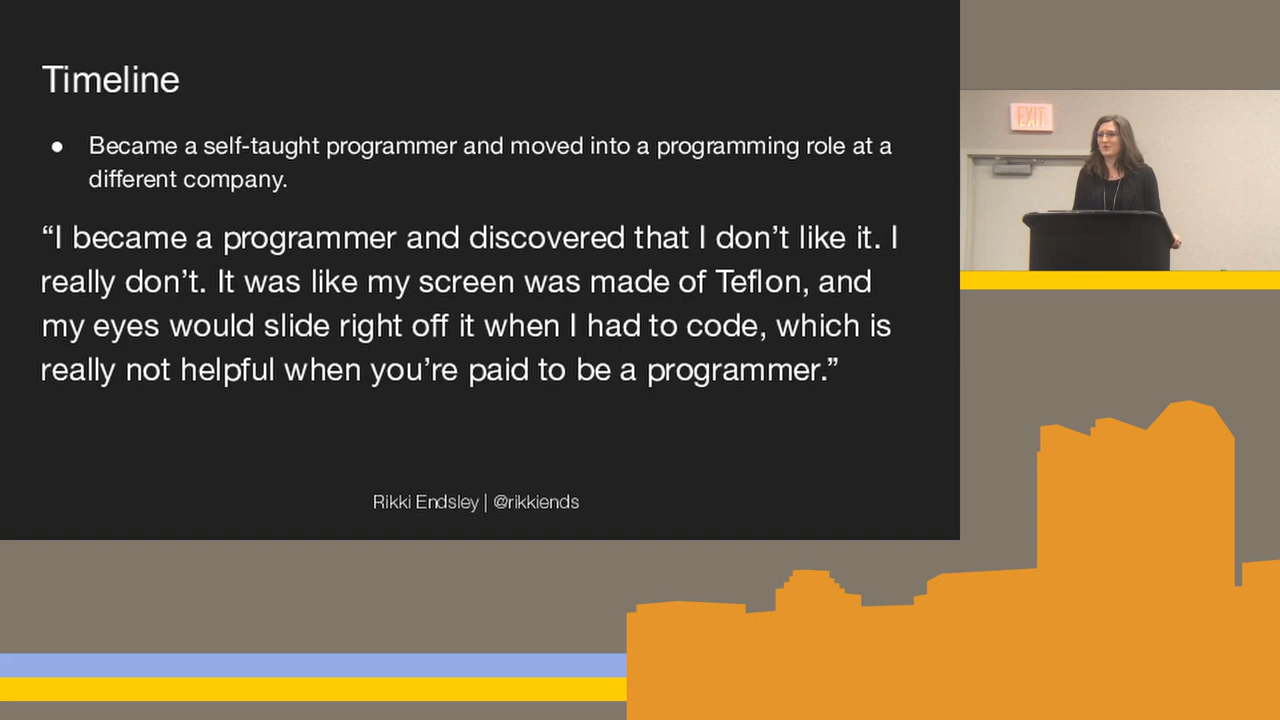 Timeline
● Became a self-taught programmer and moved into a programming role at a
different company.
“I became a programmer and discovered that I don’t like it. I
really don’t. It was like my screen was made of Teflon, and
my eyes would slide right off it when I had to code, which is
really not helpful when you’re paid to be a programmer.”
Rikki Endsley | @rikkiends
EXIT